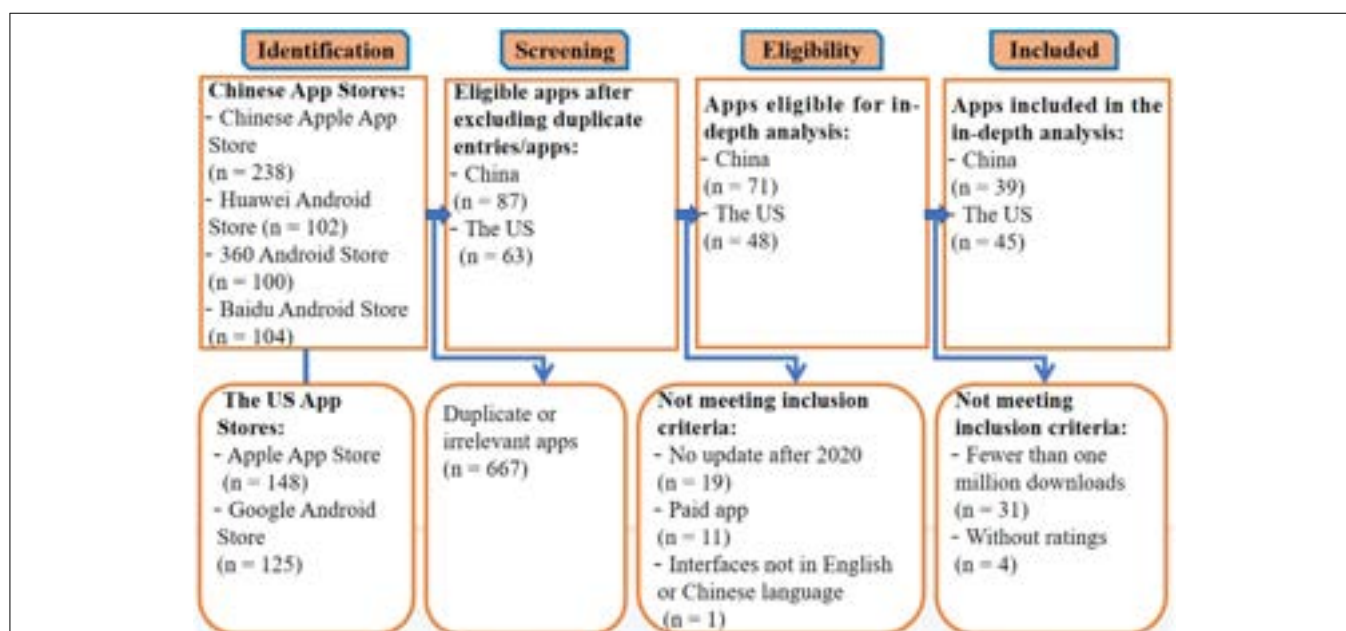 Identification
Screening
Eligibility
Included
Chinese App Stores:
- Chinese Apple App
Store
(n = 238)
- Huawei Android
Store (n = 102)
- 360 Android Store
(n = 100)
- Baidu Android Store
(n = 104)
Eligible apps after
excluding duplicate
entries/apps:
- China
(n = 87)
- The US
(n = 63)
Apps eligible for in-
depth analysis:
- China
(n = 71)
- The US
(n = 48)
Apps included in the
in-depth analysis:
- China
(n = 39)
- The US
(n = 45)
The US App
Stores:
- Apple App Store
(n = 148)
- Google Android
Store
(n = 125)
Duplicate or
irrelevant apps
(n = 667)
Not meeting inclusion
criteria:
- No update after 2020
(n = 19)
- Paid app
(n = 11)
- Interfaces not in English
or Chinese language
(n = 1)
Not meeting
inclusion criteria:
- Fewer than one
million downloads
(n = 31)
- Without ratings
(n = 4)